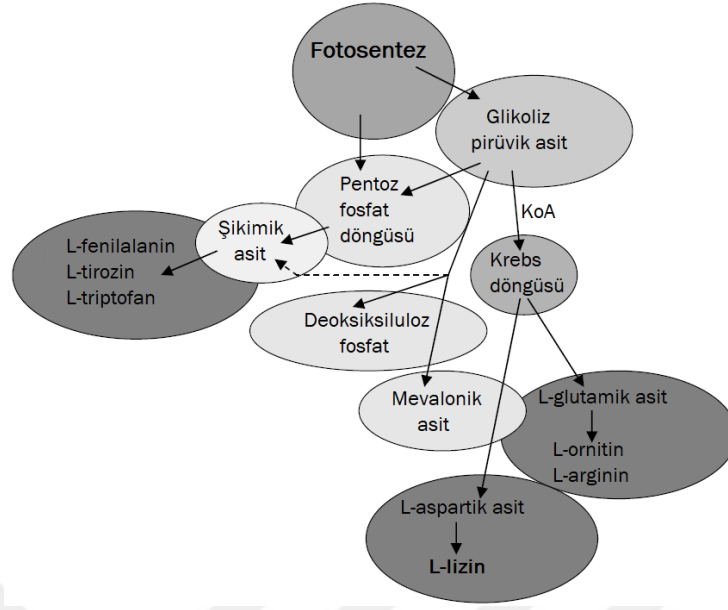 Fotosentez
Glikoliz
pirüvik asit
Pentoz
fosfat
döngüsü
KoA
Şikimik
asit
L-fenilalanin
L-tirozin
L-triptofan
Krebs
döngüsü
Deoksiksiluloz
fosfat
Mevalonik
asit
L-glutamik asit
L-ornitin
L-arginin
L-aspartik asit
L-lizin